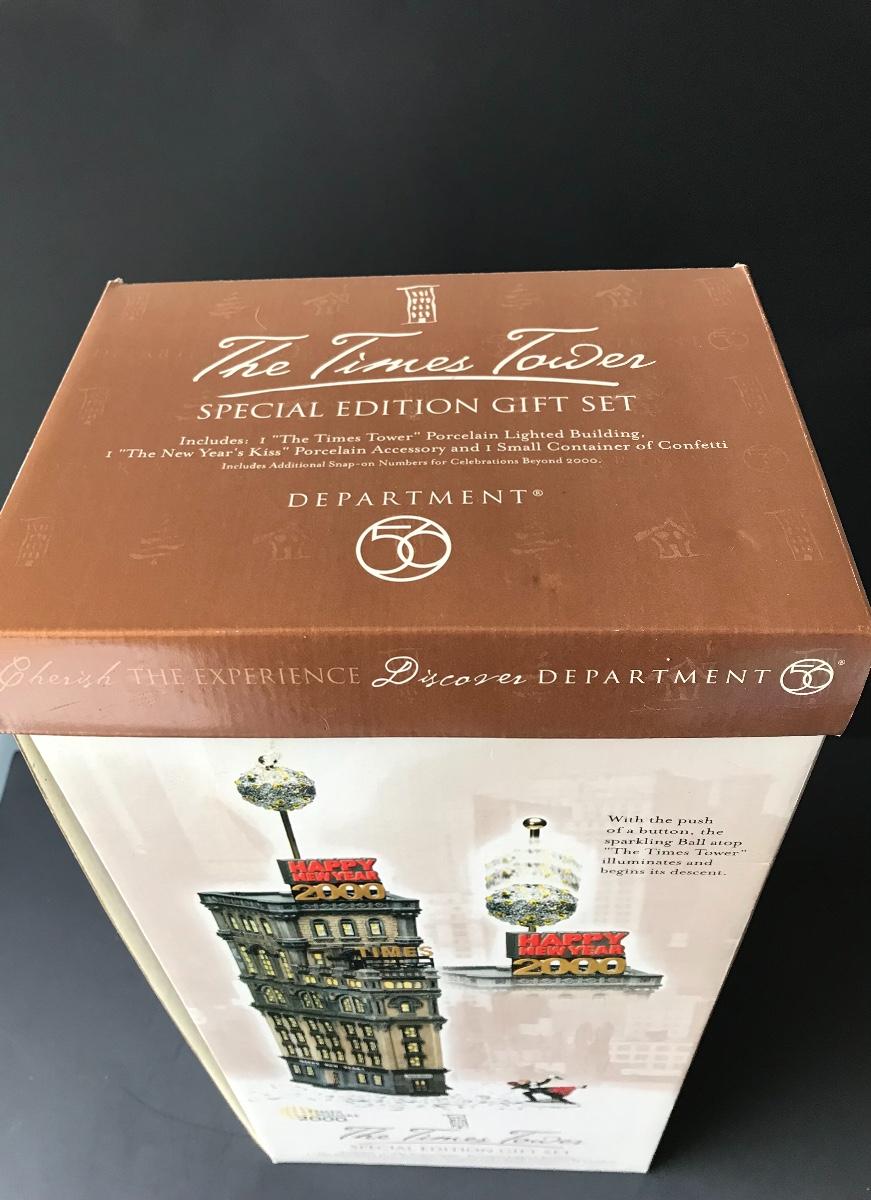 The Times Tower
SPECIAL EDITION GIFT SET
Includes: 1 "The Times Tower" Porcelain Lighted Building,
1 "The New Year's Kiss" Porcelain Accessory and 1 Small Container of Confetti
Includes Additional Snap-on Numbers for Celebrations Beyond 2000.
DEPARTMENT®
56
Cherish THE EXPERIENCE Discover DEPARTMENT 56®
With the push
of a button, the
sparkling Ball atop
"The Times Tower"
illuminates and
begins its descent.
HAPPY
NEW YEAR
2000
TIMES
HAPPY
NEW YEAR
2000
2000
The Times Tower
SPECIAL EDITION GIFT SET